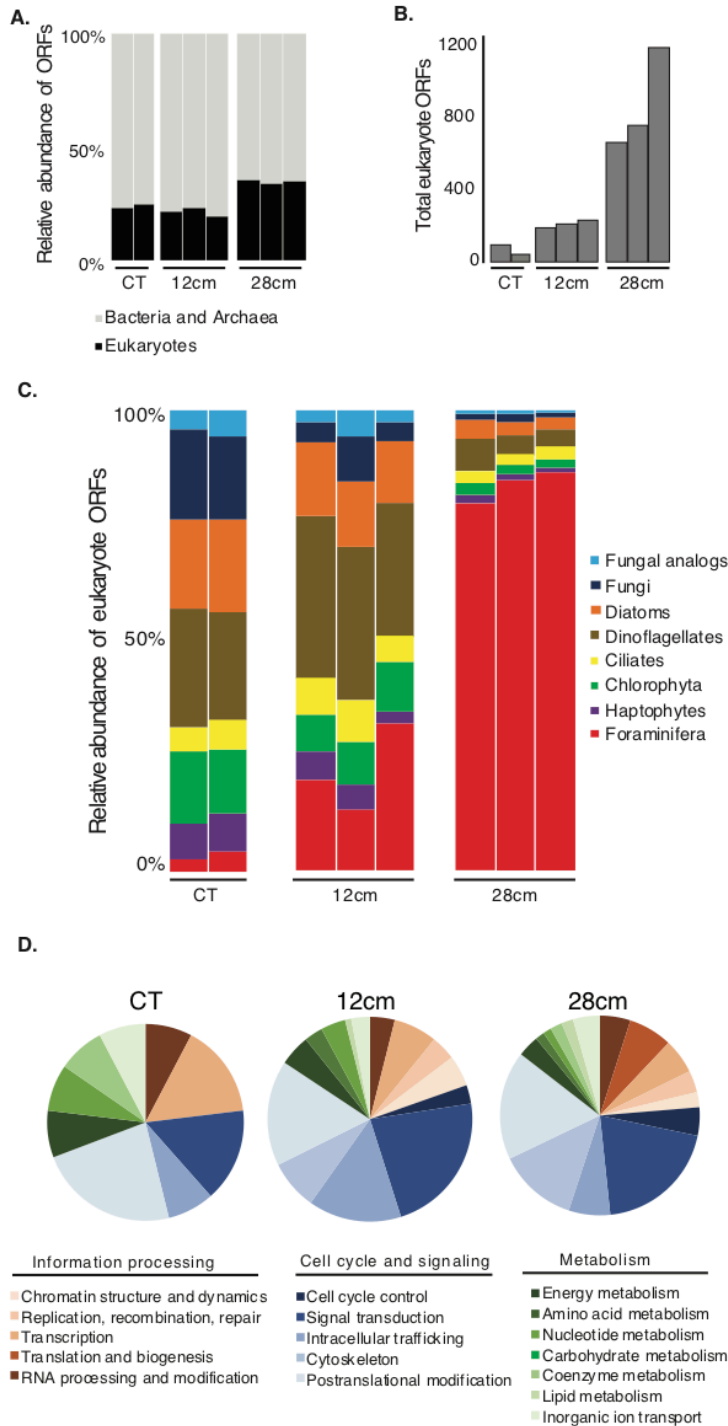 A.
Relative abundance of ORFs
100%
50%
0%
CT 12cm 28cm
Bacteria and Archaea
Eukaryotes
B.
Total eukaryote ORFs
1200
800
400
0
CT 12cm 28cm
C.
Relative abundance of eukaryote ORFs
100%
50%
0%
CT 12cm 28cm
Fungal analogs
Fungi
Diatoms
Dinoflagellates
Ciliates
Chlorophyta
Haptophytes
Foraminifera
D.
CT 12cm 28cm
Information processing
Chromatin structure and dynamics
Replication, recombination, repair
Transcription
Translation and biogenesis
RNA processing and modification
Cell cycle and signaling
Cell cycle control
Signal transduction
Intracellular trafficking
Cytoskeleton
Postranslational modification
Metabolism
Energy metabolism
Amino acid metabolism
Nucleotide metabolism
Carbohydrate metabolism
Coenzyme metabolism
Lipid metabolism
Inorganic ion transport